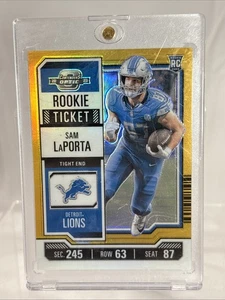 OPTIC
RC
ROOKIE
TICKET
SAM
LAPORTA
TIGHT END
DETROIT
LIONS
SEC. 245 ROW 63 SEAT 87